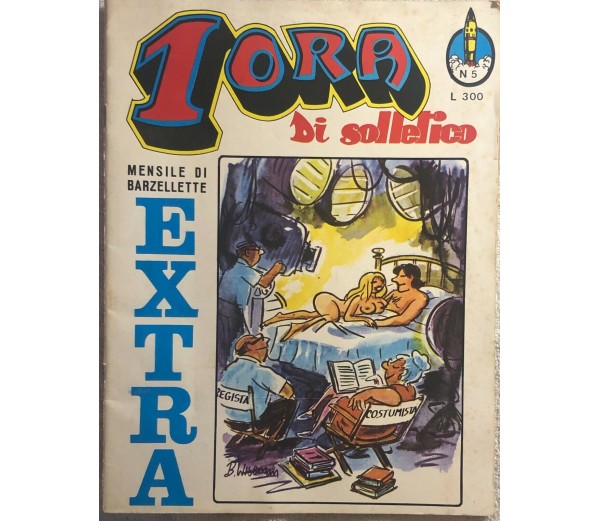 1 ORA
Di solletico
N 5
L 300
MENSILE DI
BARZELLETTE
EXTRA
REGISTA
COSTUMISTA